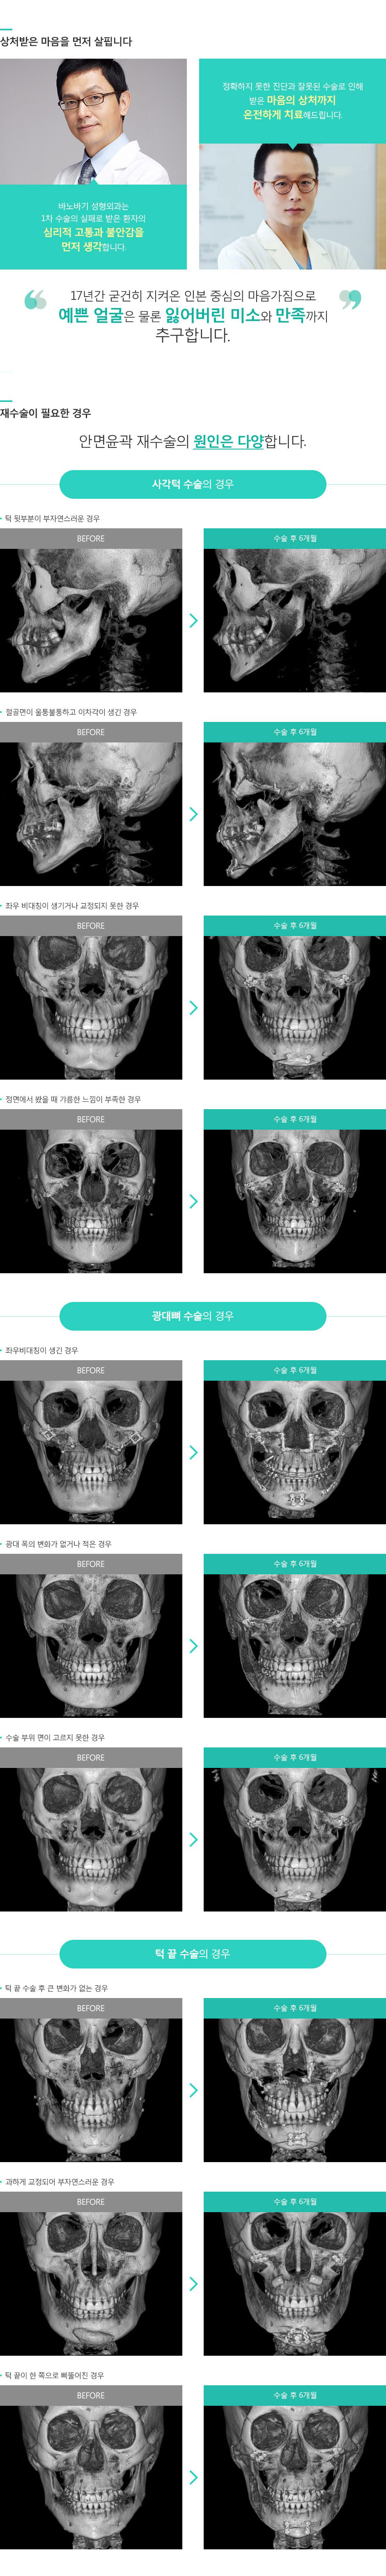 상처받은 마음을 먼저 살핍니다
바노바기 성형외과는
1차 수술의 실패로 받은 환자의
심리적 고통과 불안감을
먼저 생각합니다.
정확하지 못한 진단과 잘못된 수술로 인해
받은 마음의 상처까지
온전하게 치료해드립니다.
17년간 굳건히 지켜온 인본 중심의 마음가짐으로
예쁜 얼굴은 물론 잃어버린 미소와 만족까지
추구합니다.
재수술이 필요한 경우
안면윤곽 재수술의 원인은 다양합니다.
사각턱 수술의 경우
턱 뒷부분이 부자연스러운 경우
BEFORE
수술 후 6개월
절골면이 울퉁불퉁하고 이차각이 생긴 경우
BEFORE
수술 후 6개월
좌우 비대칭이 생기거나 교정되지 못한 경우
BEFORE
수술 후 6개월
정면에서 봤을 때 갸름한 느낌이 부족한 경우
BEFORE
수술 후 6개월
광대뼈 수술의 경우
좌우비대칭이 생긴 경우
BEFORE
수술 후 6개월
광대 폭의 변화가 없거나 적은 경우
BEFORE
수술 후 6개월
수술 부위 면이 고르지 못한 경우
BEFORE
수술 후 6개월
턱 끝 수술의 경우
턱 끝 수술 후 큰 변화가 없는 경우
BEFORE
수술 후 6개월
과하게 교정되어 부자연스러운 경우
BEFORE
수술 후 6개월
턱 끝이 한 쪽으로 삐뚤어진 경우
BEFORE
수술 후 6개월